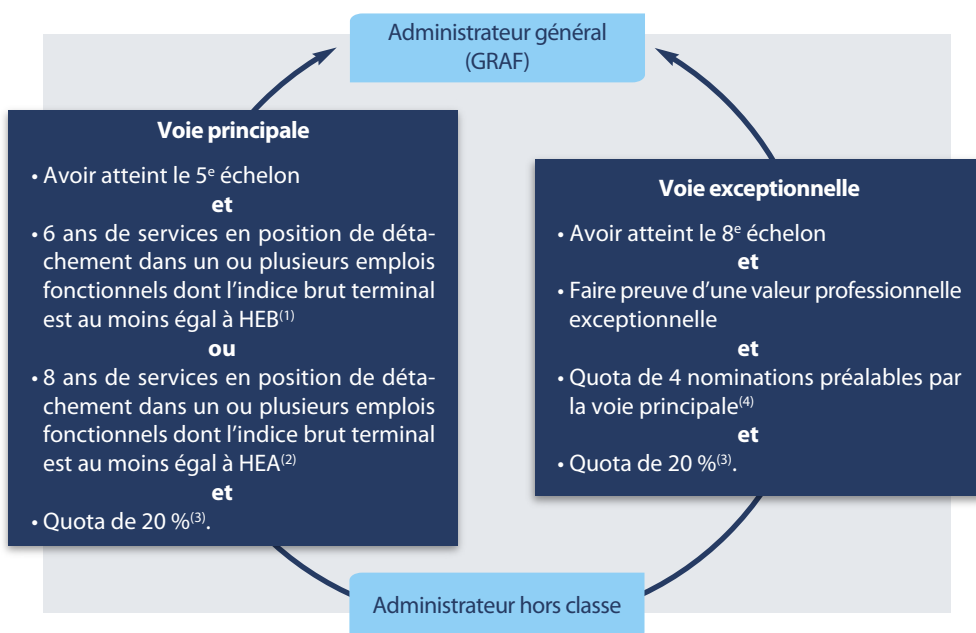 Administrateur général
(GRAF)
Voie principale
• Avoir atteint le 5e échelon
et
• 6 ans de services en position de déta-
chement dans un ou plusieurs emplois
fonctionnels dont l’indice brut terminal
est au moins égal à HEB(1)
ou
• 8 ans de services en position de déta-
chement dans un ou plusieurs emplois
fonctionnels dont l’indice brut terminal
est au moins égal à HEA(2)
et
• Quota de 20 %(3).
Voie exceptionnelle
• Avoir atteint le 8e échelon
et
• Faire preuve d’une valeur professionnelle
exceptionnelle
et
• Quota de 4 nominations préalables par
la voie principale(4)
et
• Quota de 20 %(3).
Administrateur hors classe